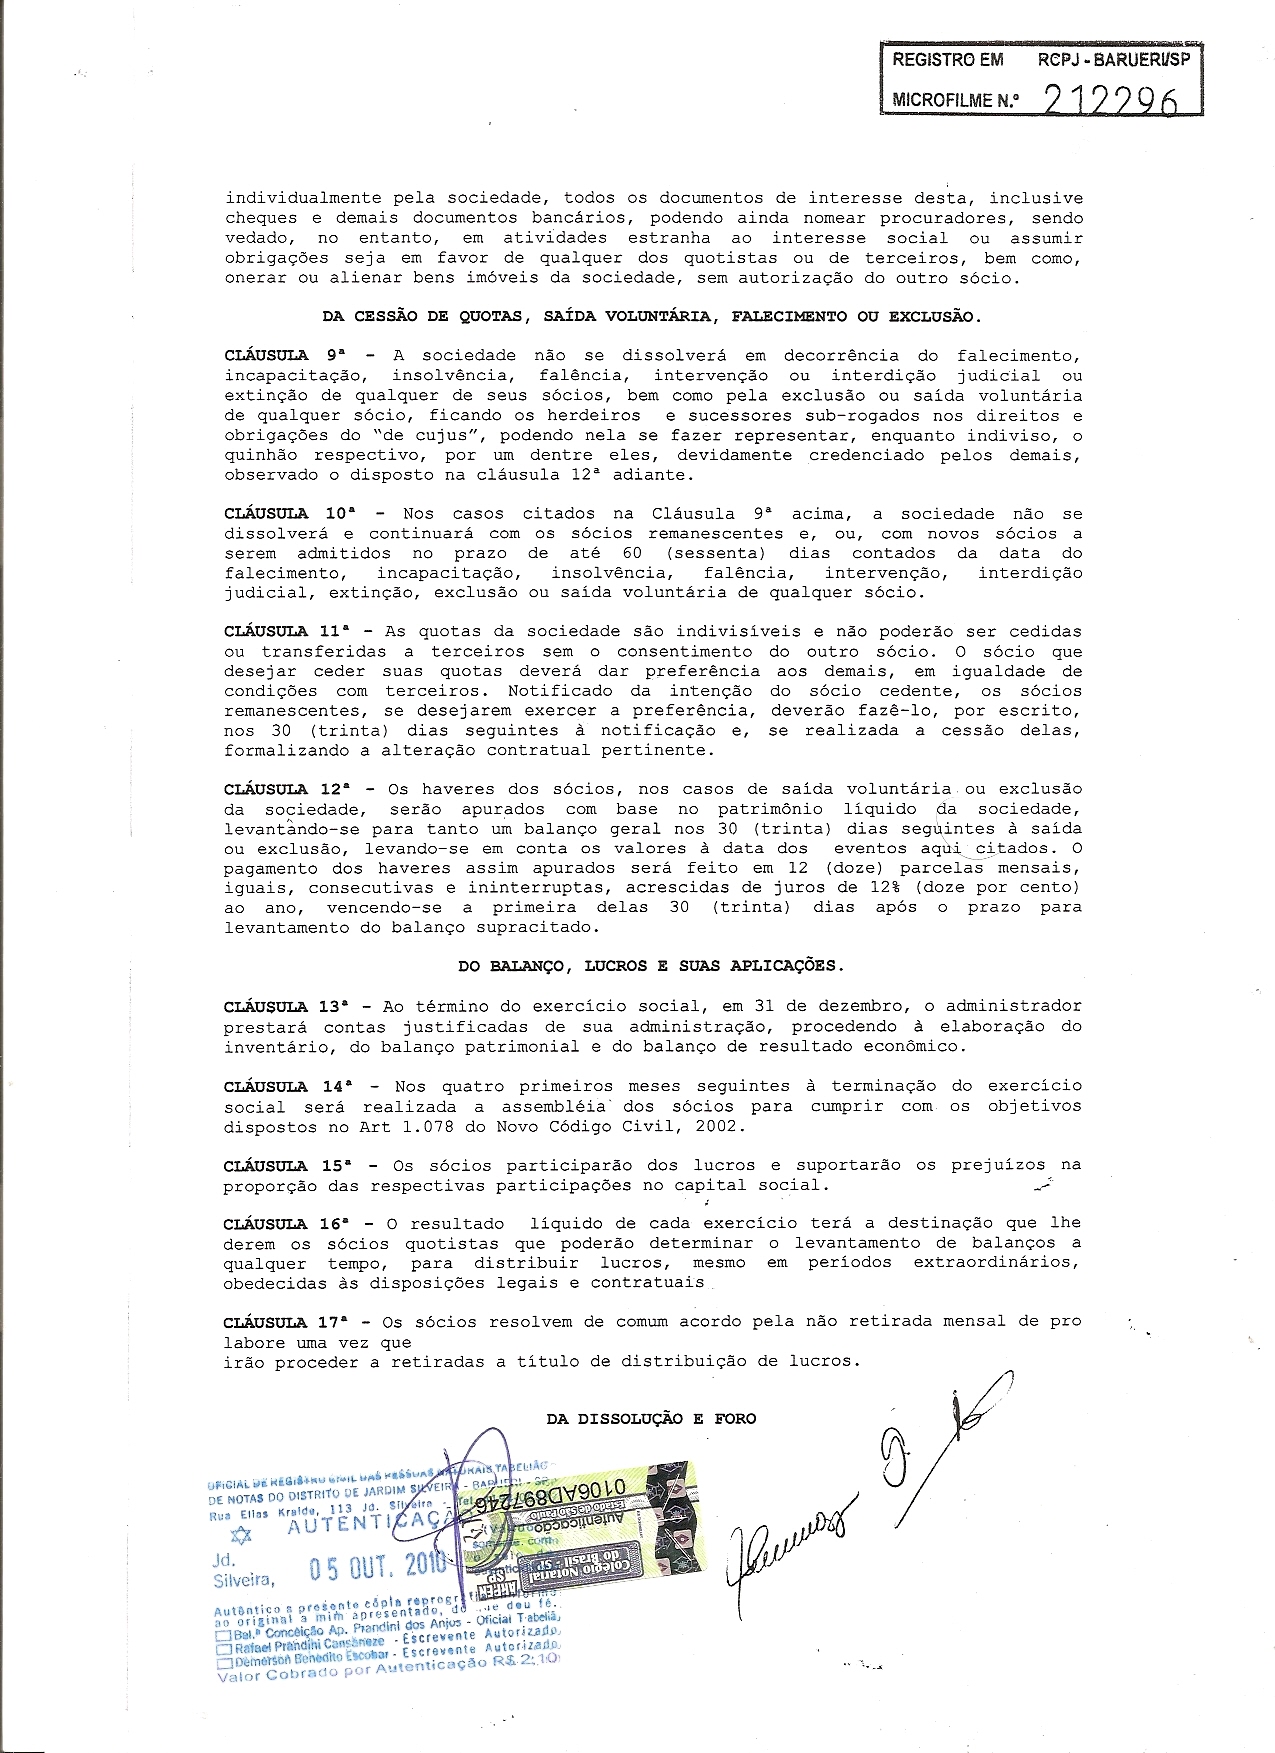 REGISTRO EM RCPJ - BARUERI/SP
MICROFILME N.º 212296
individualmente pela sociedade, todos os documentos de interesse desta, inclusive
cheques e demais documentos bancários, podendo ainda nomear procuradores, sendo
vedado, no entanto, em atividades estranha ao interesse social ou assumir
obrigações seja em favor de qualquer dos quotistas ou de terceiros, bem como,
onerar ou alienar bens imóveis da sociedade, sem autorização do outro sócio.
DA CESSÃO DE QUOTAS, SAÍDA VOLUNTÁRIA, FALECIMENTO OU EXCLUSÃO.
CLÁUSULA 9ª - A sociedade não se dissolverá em decorrência do falecimento,
incapacitação, insolvência, falência, intervenção ou interdição judicial ou
extinção de qualquer de seus sócios, bem como pela exclusão ou saída voluntária
de qualquer sócio, ficando os herdeiros e sucessores sub-rogados nos direitos e
obrigações do "de cujus", podendo nela se fazer representar, enquanto indiviso, o
quinhão respectivo, por um dentre eles, devidamente credenciado pelos demais,
observado o disposto na cláusula 12ª adiante.
CLÁUSULA 10ª - Nos casos citados na Cláusula 9ª acima, a sociedade não se
dissolverá e continuará com os sócios remanescentes e, ou, com novos sócios a
serem admitidos no prazo de até 60 (sessenta) dias contados da data do
falecimento, incapacitação, insolvência, falência, intervenção, interdição
judicial, extinção, exclusão ou saída voluntária de qualquer sócio.
CLÁUSULA 11ª - As quotas da sociedade são indivisíveis e não poderão ser cedidas
ou transferidas a terceiros sem o consentimento do outro sócio. O sócio que
desejar ceder suas quotas deverá dar preferência aos demais, em igualdade de
condições com terceiros. Notificado da intenção do sócio cedente, os sócios
remanescentes, se desejarem exercer a preferência, deverão fazê-lo, por escrito,
nos 30 (trinta) dias seguintes à notificação e, se realizada a cessão delas,
formalizando a alteração contratual pertinente.
CLÁUSULA 12ª - Os haveres dos sócios, nos casos de saída voluntária ou exclusão
da sociedade, serão apurados com base no patrimônio líquido da sociedade,
levantando-se para tanto um balanço geral nos 30 (trinta) dias seguintes à saída
ou exclusão, levando-se em conta os valores à data dos eventos aqui citados. O
pagamento dos haveres assim apurados será feito em 12 (doze) parcelas mensais,
iguais, consecutivas e ininterruptas, acrescidas de juros de 12% (doze por cento)
ao ano, vencendo-se a primeira delas 30 (trinta) dias após o prazo para
levantamento do balanço supracitado.
DO BALANÇO, LUCROS E SUAS APLICAÇÕES.
CLÁUSULA 13ª - Ao término do exercício social, em 31 de dezembro, o administrador
prestará contas justificadas de sua administração, procedendo à elaboração do
inventário, do balanço patrimonial e do balanço de resultado econômico.
CLÁUSULA 14ª - Nos quatro primeiros meses seguintes à terminação do exercício
social será realizada a assembléia dos sócios para cumprir com os objetivos
dispostos no Art 1.078 do Novo Código Civil, 2002.
CLÁUSULA 15ª - Os sócios participarão dos lucros e suportarão os prejuízos na
proporção das respectivas participações no capital social.
CLÁUSULA 16ª - O resultado líquido de cada exercício terá a destinação que lhe
derem os sócios quotistas que poderão determinar o levantamento de balanços a
qualquer tempo, para distribuir lucros, mesmo em períodos extraordinários,
obedecidas às disposições legais e contratuais
CLÁUSULA 17ª - Os sócios resolvem de comum acordo pela não retirada mensal de pro
labore uma vez que
irão proceder a retiradas a título de distribuição de lucros.
DA DISSOLUÇÃO E FORO
OFICIAL DE REGISTRO CIVIL DAS PESSOAS NATURAIS TABELIÃO
DE NOTAS DO DISTRITO DE JARDIM SILVEIRA - BARUERI - SP
Rua Elias Kraide, 113 Jd. Silveira
AUTENTICAÇÃ
Jd.
Silveira,
05 OUT. 2010
0106AD897246
Estado de São Paulo
Autenticação
Colégio Notarial
do Brasil - SP
ARPEN
SP
Autêntico a presente cópia reprog
ao original a mim apresentado, do que dou fé.
Bel.ª Conceição Ap. Prandini dos Anjos - Oficial Tabeliã
Rafael Prandini Cansaneze - Escrevente Autorizado
Demerson Benedito Escobar - Escrevente Autorizado
Valor Cobrado por Autenticação R$ 2,10